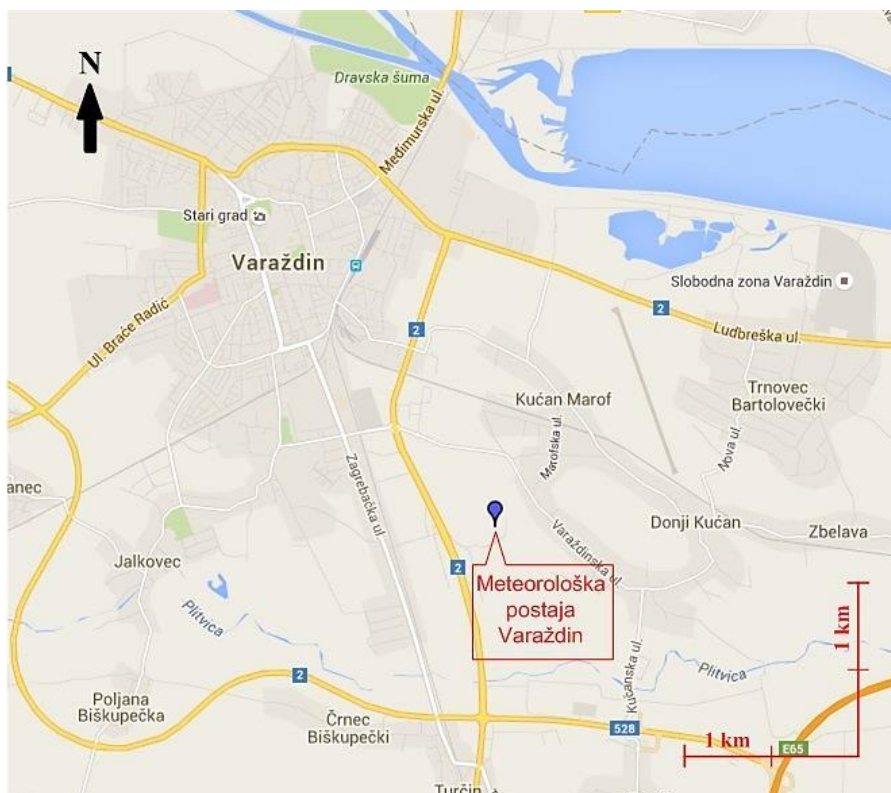 N
2
Dravska šuma
Međimurska ul.
Stari grad
Varaždin
Slobodna zona Varaždin
2
2
Ludbreška ul.
Ul. Braće Radić
Kućan Marof
Trnovec
Bartolovečki
Marofska ul.
Nova ul.
Zagrebačka ul.
anec
Donji Kućan
Zbelava
Varaždinska ul.
Jalkovec
2
Meteorološka
postaja
Varaždin
Plitvica
1 km
Kućanska ul.
Plitvica
2
Poljana
Biškupečka
Črnec
Biškupečki
528
1 km
E65
Turčin